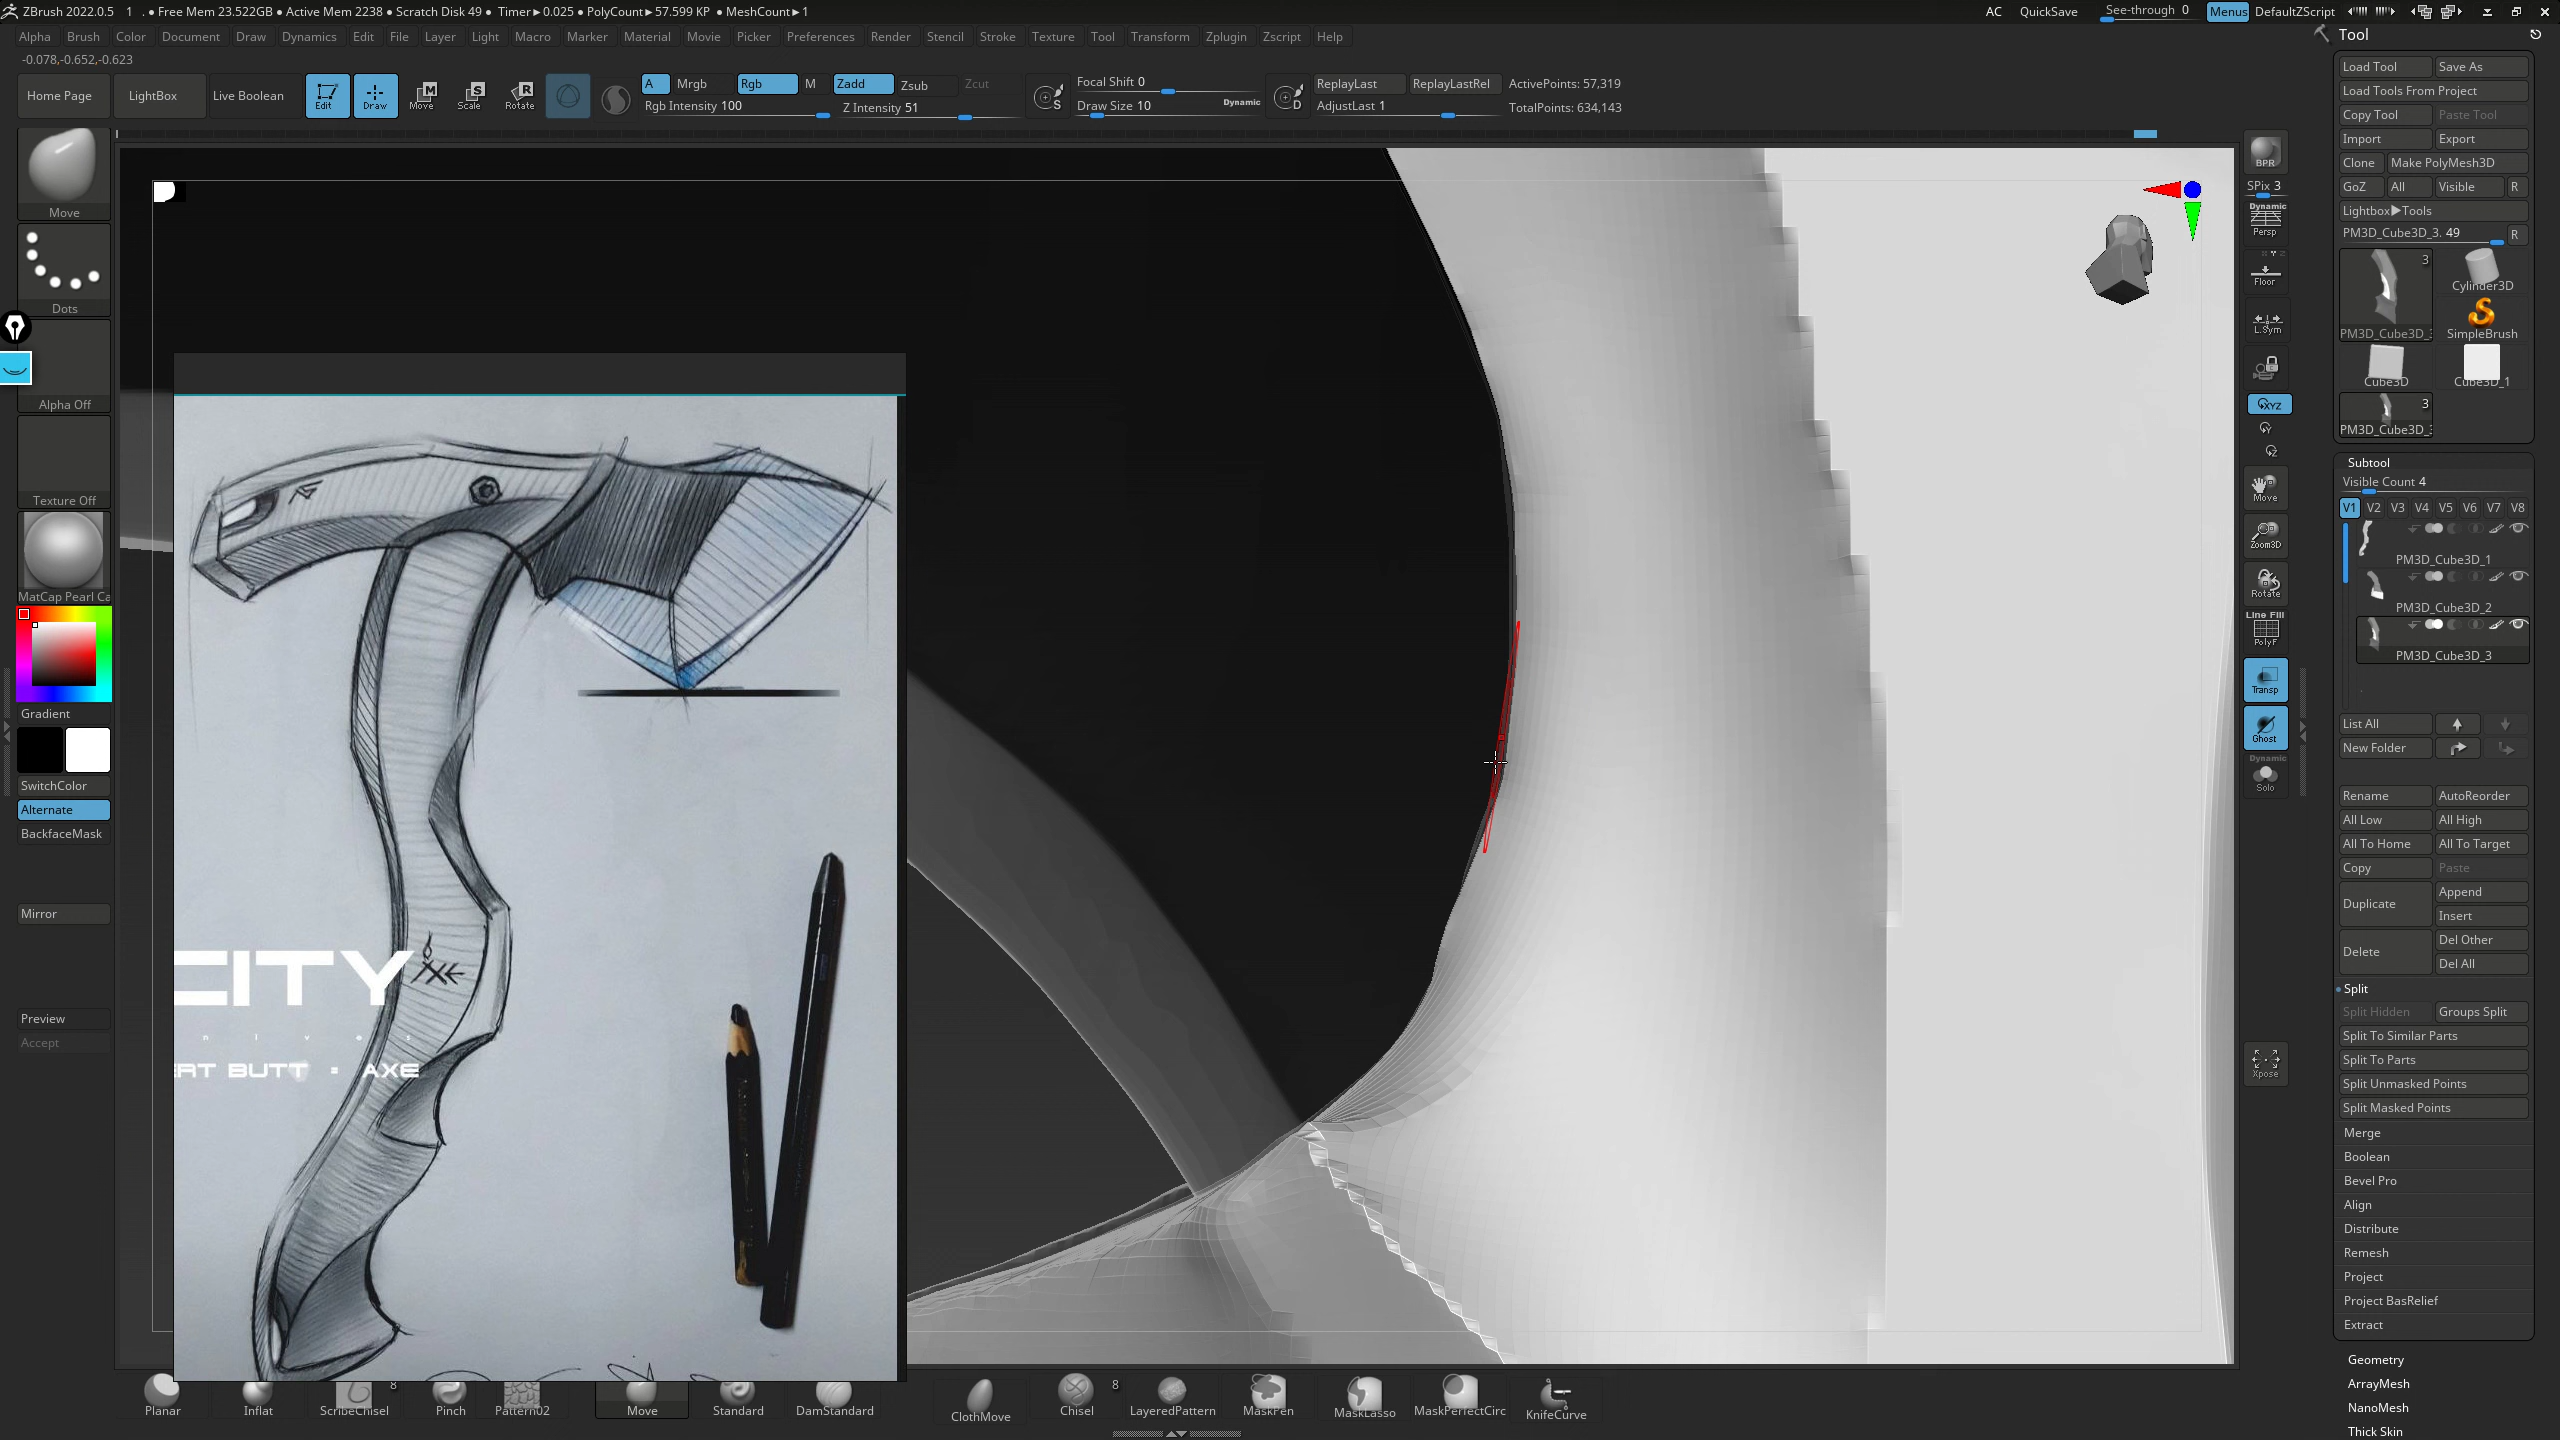 ZBrush 2022.0.5 1 . ● Free Mem 23.522GB ● Active Mem 2238 ● Scratch Disk 49 ● Timer▶0.025 ● PolyCount▶57.599 KP ● MeshCount▶1
AC QuickSave See-through 0 Menus DefaultZScript
Alpha Brush Color Document Draw Dynamics Edit File Layer Light Macro Marker Material Movie Picker Preferences Render Stencil Stroke Texture Tool Transform Zplugin Zscript Help
Tool
-0.078,-0.652,-0.623
Home Page LightBox Live Boolean Edit Draw Move Scale Rotate
A Mrgb Rgb M Zadd Zsub Zcut
Rgb Intensity 100 Z Intensity 51
Focal Shift 0
Draw Size 10 Dynamic
ReplayLast ReplayLastRel
AdjustLast 1
ActivePoints: 57,319
TotalPoints: 634,143
Load Tool Save As
Load Tools From Project
Copy Tool Paste Tool
Import Export
Clone Make PolyMesh3D
GoZ All Visible R
Lightbox▶Tools
PM3D_Cube3D_3. 49 R
3
Cylinder3D
PM3D_Cube3D_3 SimpleBrush
Cube3D Cube3D_1
3
PM3D_Cube3D_3
Subtool
Visible Count 4
V1 V2 V3 V4 V5 V6 V7 V8
PM3D_Cube3D_1
PM3D_Cube3D_2
PM3D_Cube3D_3
List All
New Folder
Rename AutoReorder
All Low All High
All To Home All To Target
Copy Paste
Duplicate Append
Insert
Delete Del Other
Del All
Split
Split Hidden Groups Split
Split To Similar Parts
Split To Parts
Split Unmasked Points
Split Masked Points
Merge
Boolean
Bevel Pro
Align
Distribute
Remesh
Project
Project BasRelief
Extract
Geometry
ArrayMesh
NanoMesh
Thick Skin
Move
Dots
Alpha Off
Texture Off
MatCap Pearl Ca
Gradient
SwitchColor
Alternate
BackfaceMask
Mirror
Preview
Accept
BPR
SPix 3
Dynamic
Persp
Floor
L.Sym
XYZ
Y
Z
Move
Zoom3D
Rotate
Line Fill
PolyF
Transp
Ghost
Dynamic
Solo
Xpose
AXE
CITY
n i v e s
ERT BUTT - AXE
Planar Inflat ScribeChisel 8 Pinch Pattern02 Move Standard DamStandard ClothMove Chisel 8 LayeredPattern MaskPen MaskLasso MaskPerfectCirc KnifeCurve